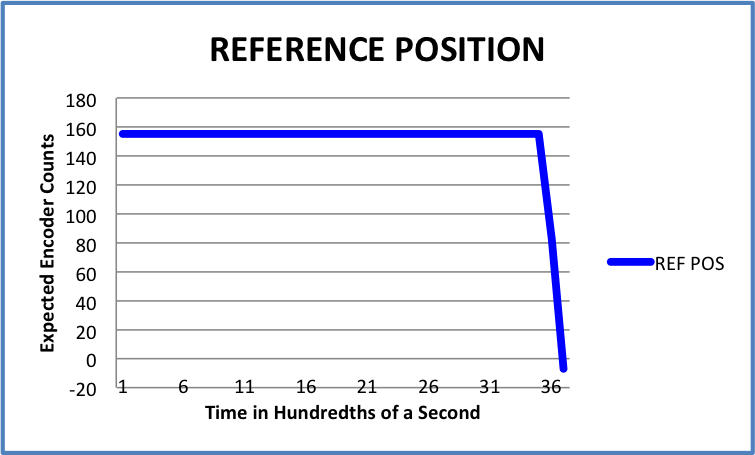 REFERENCE POSITION
180
160
140
120
100
80
60
40
20
0
-20
Expected Encoder Counts
1 6 11 16 21 26 31 36
Time in Hundredths of a Second
REF POS